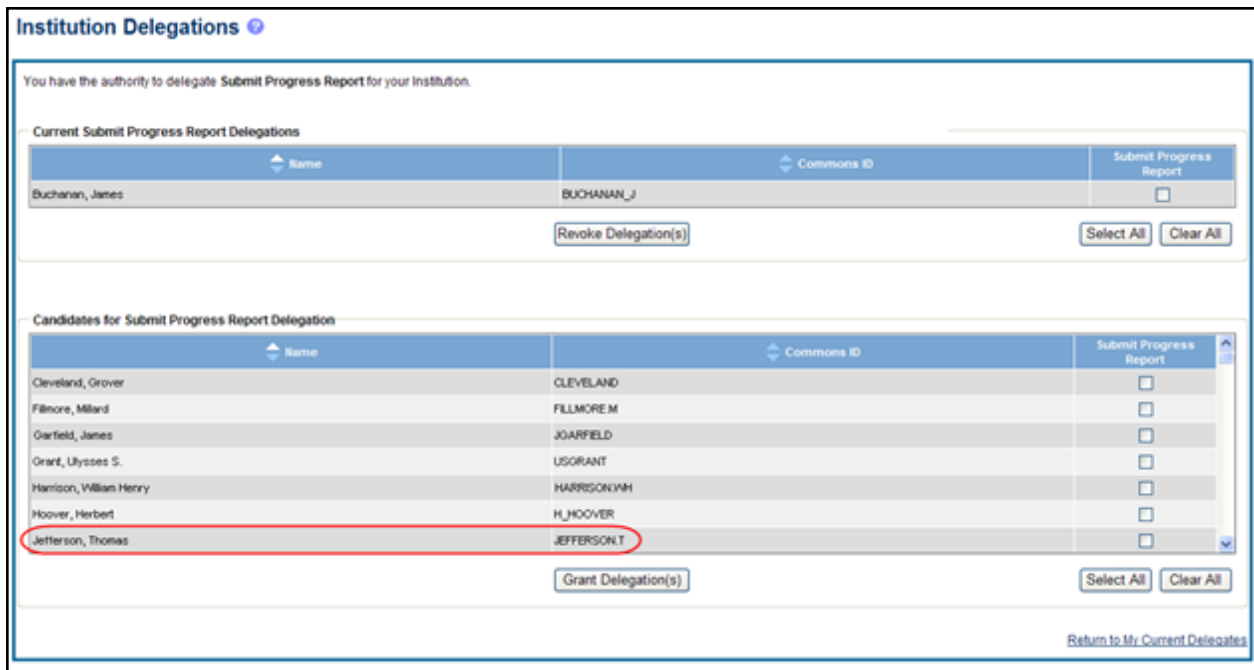 Institution Delegations ?
You have the authority to delegate Submit Progress Report for your Institution.
Current Submit Progress Report Delegations
Name Commons ID Submit Progress Report
Buchanan, James BUCHANAN_J
Revoke Delegation(s) Select All Clear All
Candidates for Submit Progress Report Delegation
Name Commons ID Submit Progress Report
Cleveland, Grover CLEVELAND
Fillmore, Millard FILLMORE.M
Garfield, James JGARFIELD
Grant, Ulysses S. USGRANT
Harrison, William Henry HARRISON.WH
Hoover, Herbert H_HOOVER
Jefferson, Thomas JEFFERSON.T
Grant Delegation(s) Select All Clear All
Return to My Current Delegates